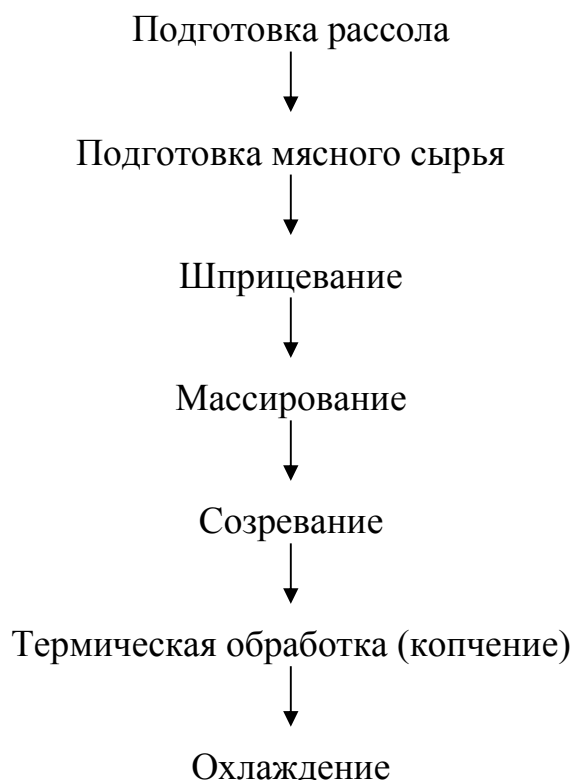 Подготовка рассола
Подготовка мясного сырья
Шприцевание
Массирование
Созревание
Термическая обработка (копчение)
Охлаждение